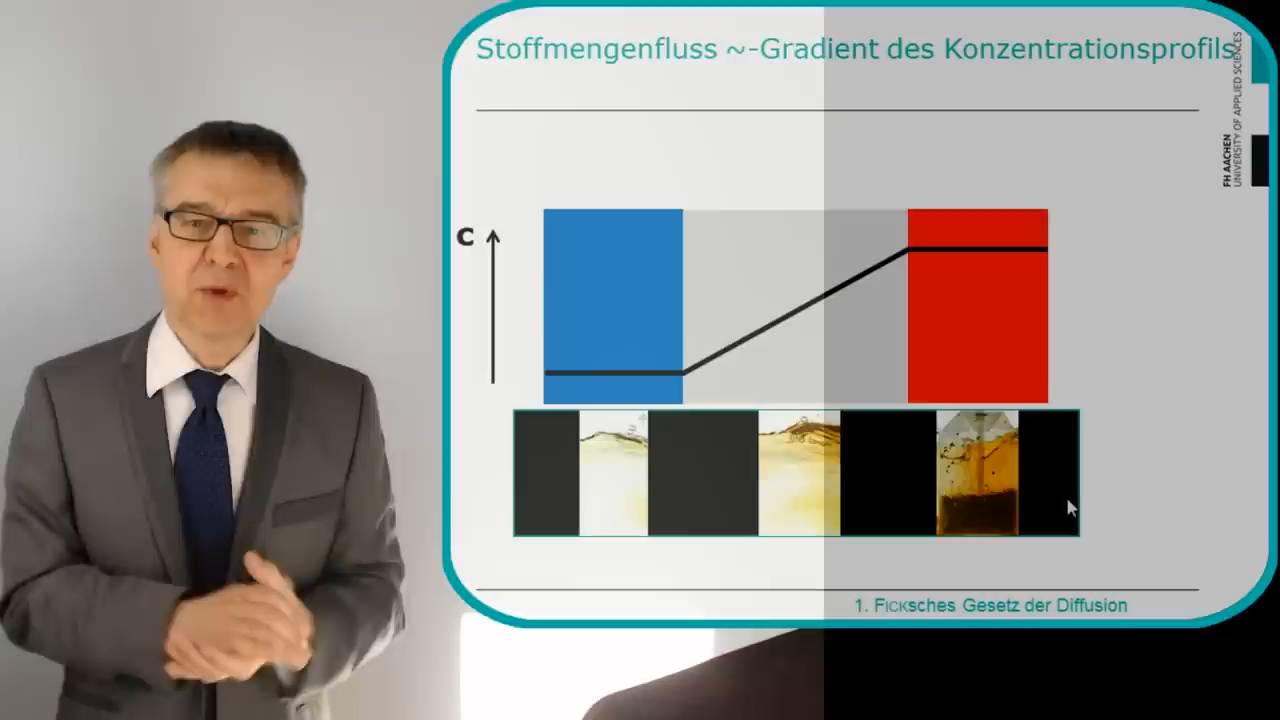 Stoffmengenfluss ~-Gradient des Konzentrationsprofils
FH AACHEN
UNIVERSITY OF APPLIED SCIENCES
c
1. FICKsches Gesetz der Diffusion